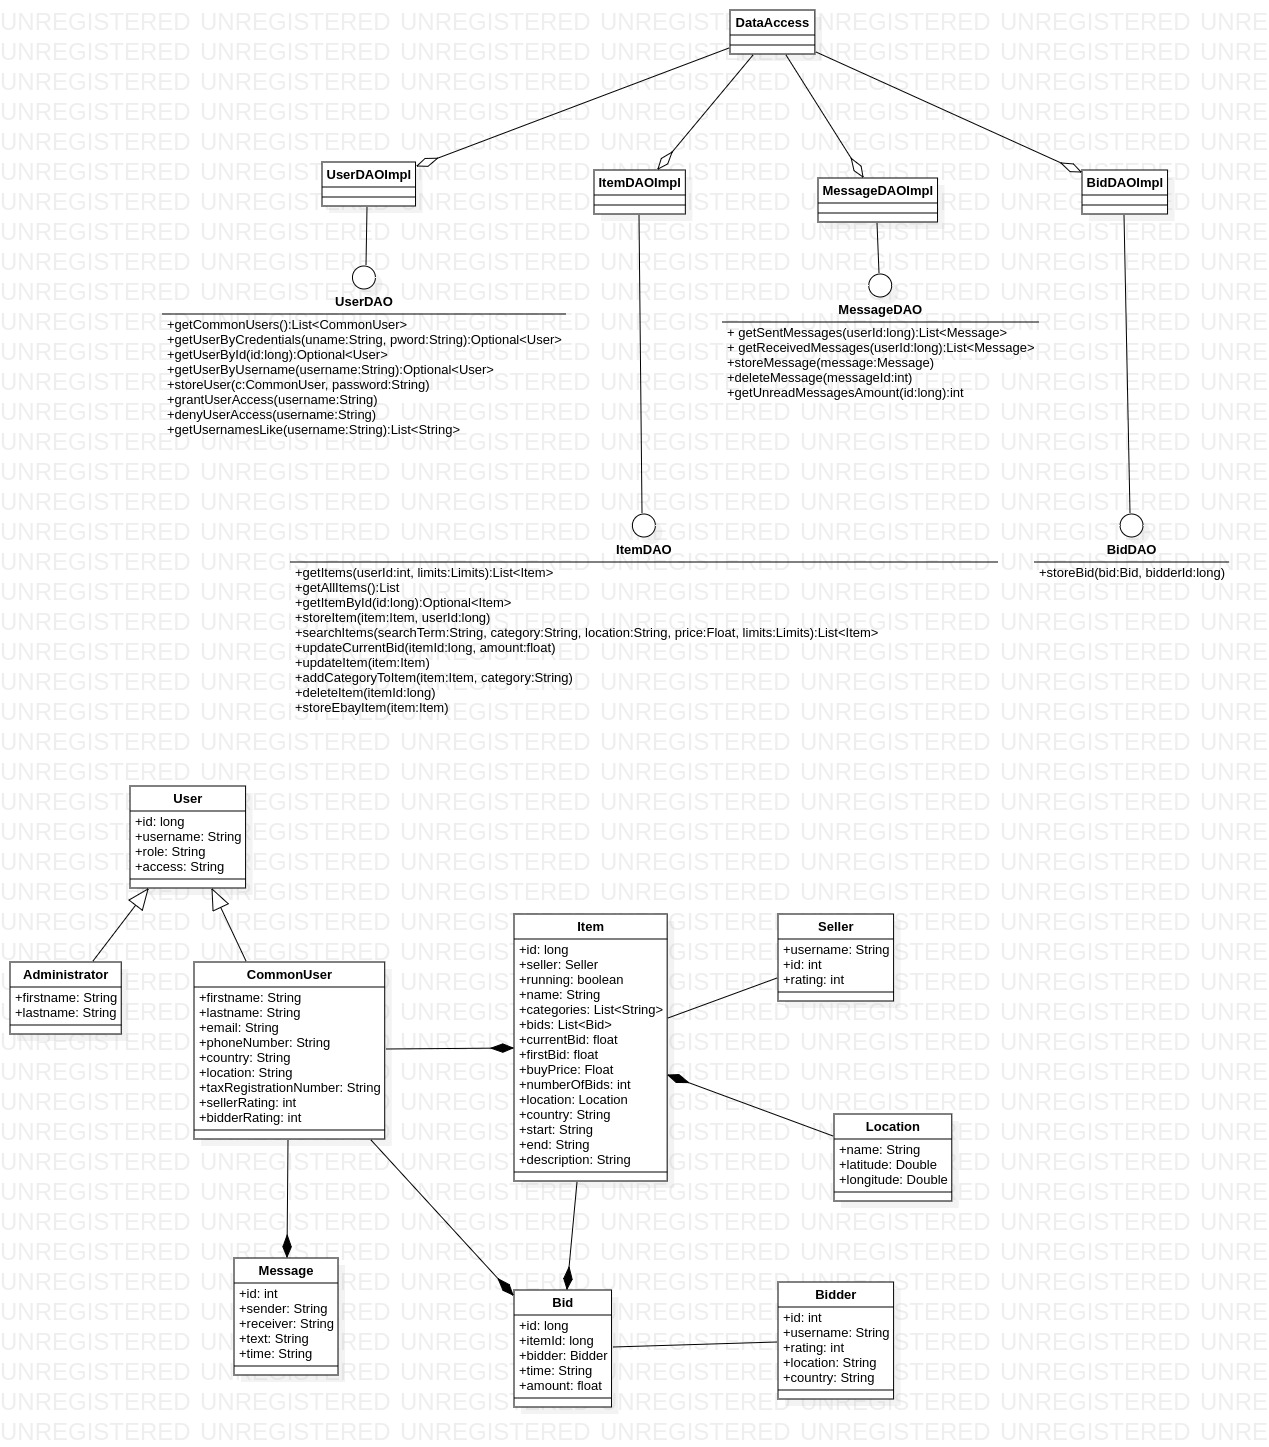 DataAccess
UserDAOImpl
ItemDAOImpl
MessageDAOImpl
BidDAOImpl
UserDAO
+getCommonUsers():List<CommonUser>
+getUserByCredentials(uname:String, pword:String):Optional<User>
+getUserById(id:long):Optional<User>
+getUserByUsername(username:String):Optional<User>
+storeUser(c:CommonUser, password:String)
+grantUserAccess(username:String)
+denyUserAccess(username:String)
+getUsernamesLike(username:String):List<String>
MessageDAO
+ getSentMessages(userId:long):List<Message>
+ getReceivedMessages(userId:long):List<Message>
+storeMessage(message:Message)
+deleteMessage(messageId:int)
+getUnreadMessagesAmount(id:long):int
ItemDAO
+getItems(userId:int, limits:Limits):List<Item>
+getAllItems():List
+getItemById(id:long):Optional<Item>
+storeItem(item:Item, userId:long)
+searchItems(searchTerm:String, category:String, location:String, price:Float, limits:Limits):List<Item>
+updateCurrentBid(itemId:long, amount:float)
+updateItem(item:Item)
+addCategoryToItem(item:Item, category:String)
+deleteItem(itemId:long)
+storeEbayItem(item:Item)
BidDAO
+storeBid(bid:Bid, bidderId:long)
User
+id: long
+username: String
+role: String
+access: String
Administrator
+firstname: String
+lastname: String
CommonUser
+firstname: String
+lastname: String
+email: String
+phoneNumber: String
+country: String
+location: String
+taxRegistrationNumber: String
+sellerRating: int
+bidderRating: int
Item
+id: long
+seller: Seller
+running: boolean
+name: String
+categories: List<String>
+bids: List<Bid>
+currentBid: float
+firstBid: float
+buyPrice: Float
+numberOfBids: int
+location: Location
+country: String
+start: String
+end: String
+description: String
Seller
+username: String
+id: int
+rating: int
Location
+name: String
+latitude: Double
+longitude: Double
Message
+id: int
+sender: String
+receiver: String
+text: String
+time: String
Bid
+id: long
+itemId: long
+bidder: Bidder
+time: String
+amount: float
Bidder
+id: int
+username: String
+rating: int
+location: String
+country: String
UNREGISTERED